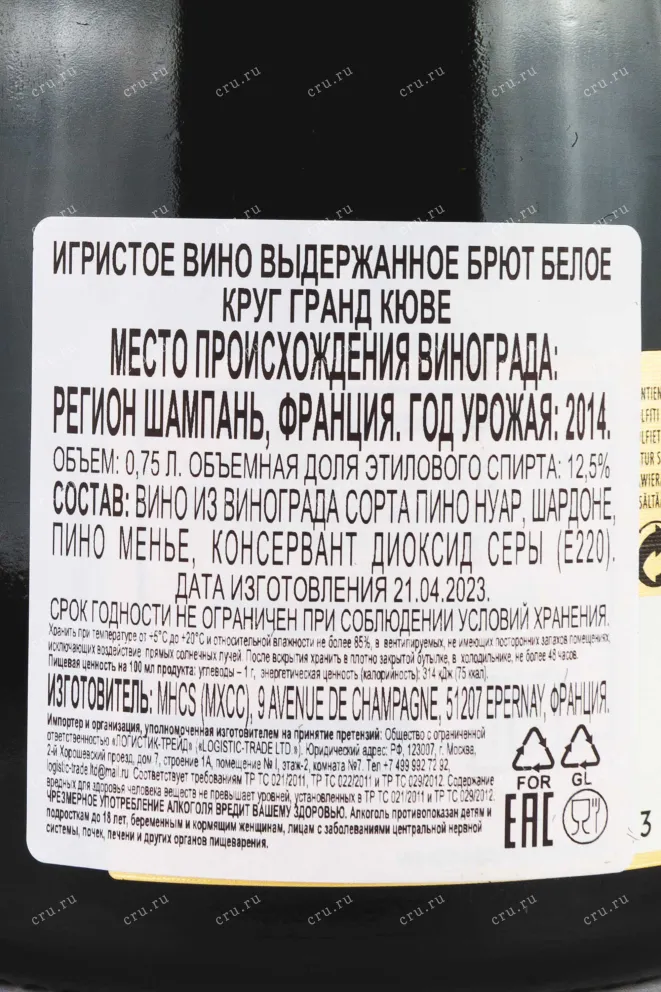 ИГРИСТОЕ ВИНО ВЫДЕРЖАННОЕ БРЮТ БЕЛОЕ
КРУГ ГРАНД КЮВЕ
МЕСТО ПРОИСХОЖДЕНИЯ ВИНОГРАДА:
РЕГИОН ШАМПАНЬ, ФРАНЦИЯ. ГОД УРОЖАЯ: 2014.
ОБЪЕМ: 0,75 Л. ОБЪЕМНАЯ ДОЛЯ ЭТИЛОВОГО СПИРТА: 12,5%
СОСТАВ: ВИНО ИЗ ВИНОГРАДА СОРТА ПИНО НУАР, ШАРДОНЕ,
ПИНО МЕНЬЕ, КОНСЕРВАНТ ДИОКСИД СЕРЫ (Е220).
ДАТА ИЗГОТОВЛЕНИЯ 21.04.2023.
СРОК ГОДНОСТИ НЕ ОГРАНИЧЕН ПРИ СОБЛЮДЕНИИ УСЛОВИЙ ХРАНЕНИЯ.
Хранить при температуре от +5°С до +20°С и относительной влажности не более 85%, в вентилируемых, не имеющих посторонних запахов помещениях,
исключающих воздействие прямых солнечных лучей. После вскрытия хранить в плотно закрытой бутылке, в холодильнике, не более 48 часов.
Пищевая ценность на 100 мл продукта: углеводы – 1 г, энергетическая ценность (калорийность): 314 кДж (75 ккал).
ИЗГОТОВИТЕЛЬ: MHCS (МХСС), 9 AVENUE DE CHAMPAGNE, 51207 EPERNAY, ФРАНЦИЯ.
Импортер и организация, уполномоченная изготовителем на принятие претензий: Общество с ограниченной
ответственностью «ЛОГИСТИК-ТРЕЙД» («LOGISTIC-TRADE LTD.»). Юридический адрес: РФ, 123007, г. Москва,
2-й Хорошевский проезд, дом 7, строение 1А, помещение № I, этаж-2, комната №7. Тел +7 499 992 72 92,
logistic-trade.ltd@mail.ru. Соответствует требованиям ТР ТС 021/2011, ТР ТС 022/2011 и ТР ТС 029/2012. Содержание
вредных для здоровья человека веществ не превышает уровней, установленных в ТР ТС 021/2011 и ТР ТС 029/2012.
ЧРЕЗМЕРНОЕ УПОТРЕБЛЕНИЕ АЛКОГОЛЯ ВРЕДИТ ВАШЕМУ ЗДОРОВЬЮ. Алкоголь противопоказан детям и
подросткам до 18 лет, беременным и кормящим женщинам, лицам с заболеваниями центральной нервной
системы, почек, печени и других органов пищеварения.
FOR GL
EAC
3
cru.ru